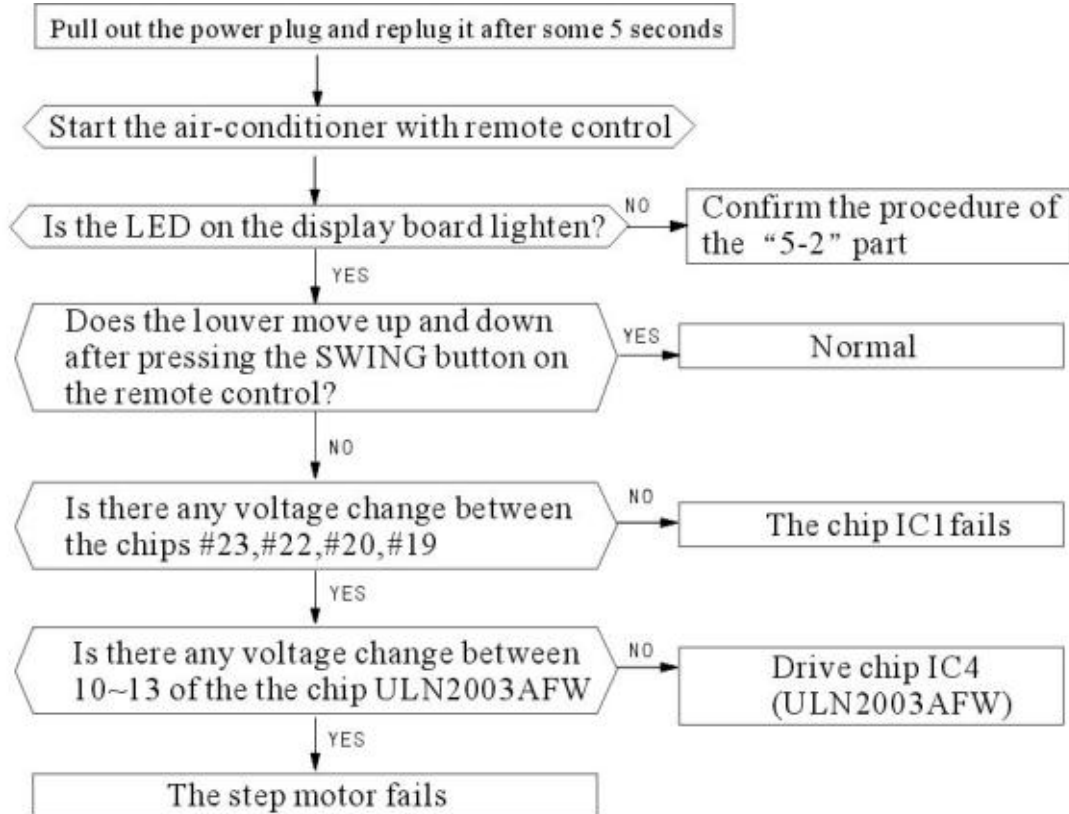 Pull out the power plug and replug it after some 5 seconds
Start the air-conditioner with remote control
Is the LED on the display board lighten?
NO
Confirm the procedure of
the “5-2” part
YES
Does the louver move up and down
after pressing the SWING button on
the remote control?
YES
Normal
NO
Is there any voltage change between
the chips #23,#22,#20,#19
NO
The chip IC1fails
YES
Is there any voltage change between
10~13 of the the chip ULN2003AFW
NO
Drive chip IC4
(ULN2003AFW)
YES
The step motor fails